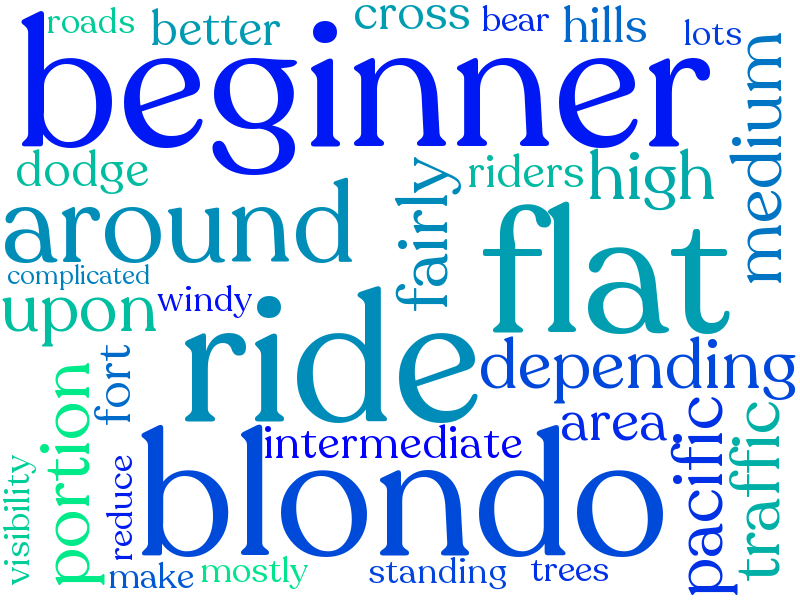 roads
better
cross
bear
hills
lots
beginner
medium
dodge
fairly
riders
high
around
flat
complicated
upon
windy
ride
depending
fort
portion
area
intermediate
pacific
traffic
blondo
visibility
reduce
make
mostly
standing
trees